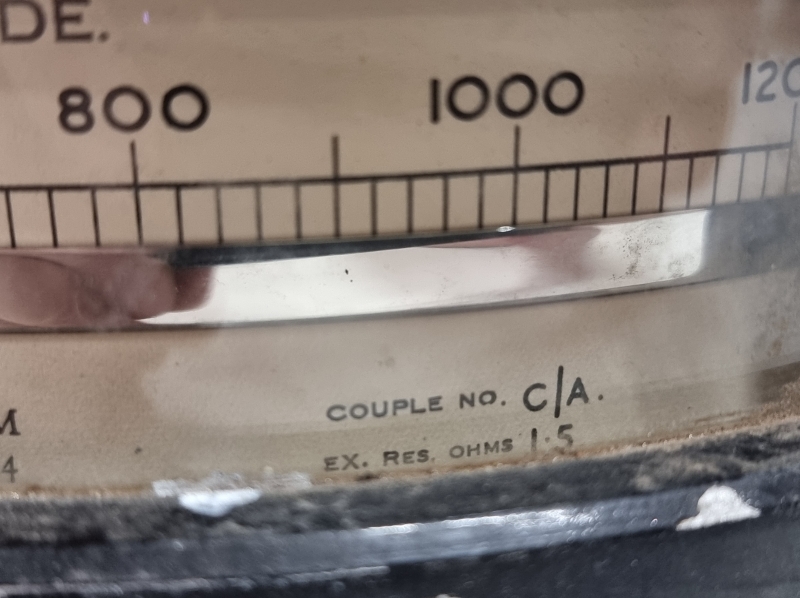 DE.
800 1000 120
COUPLE NO. C/A.
M
EX. RES. OHMS 1·5
4